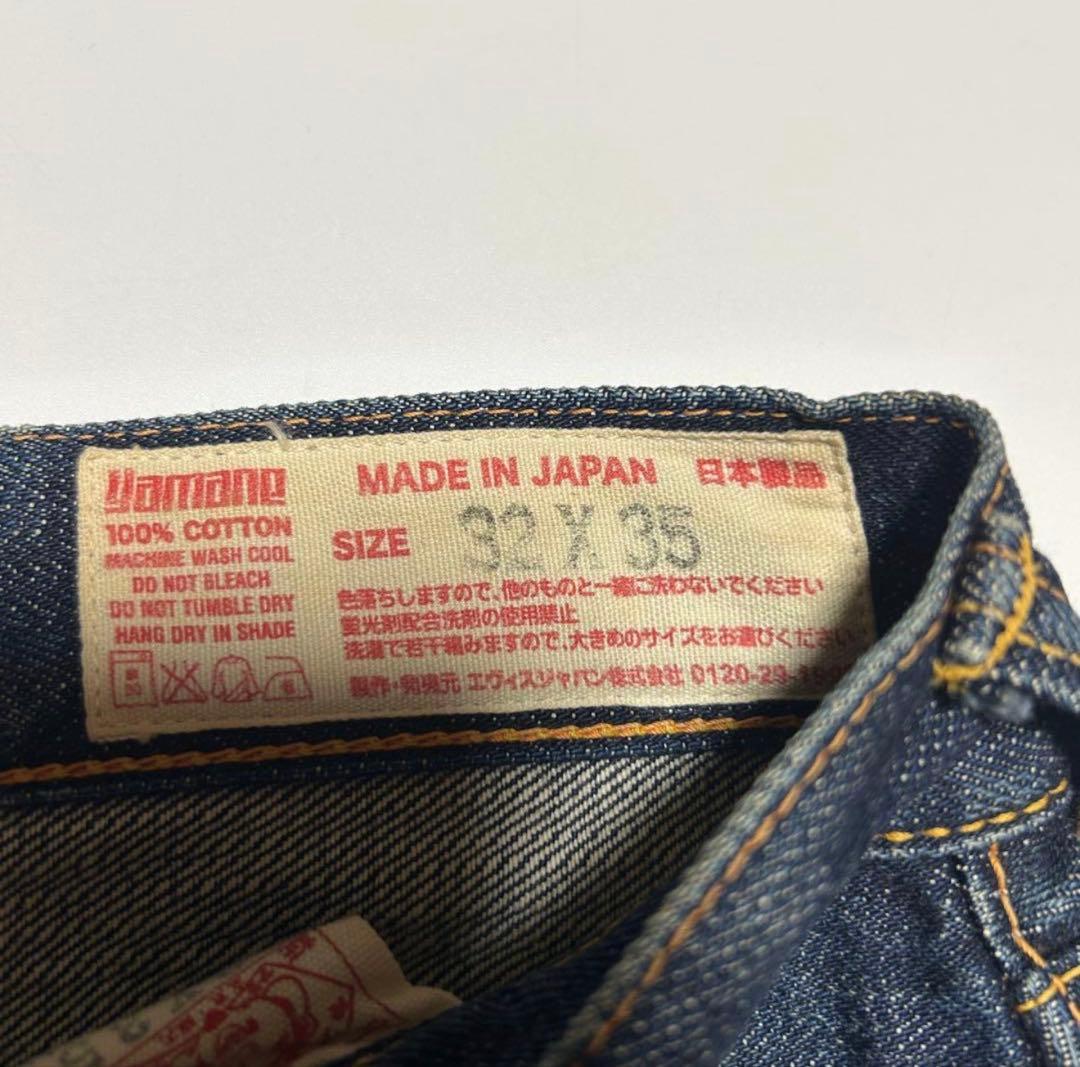 yamane
100% COTTON
MACHINE WASH COOL
DO NOT BLEACH
DO NOT TUMBLE DRY
HANG DRY IN SHADE
MADE IN JAPAN 日本製品
SIZE 32 X 35
色落ちしますので、他のものと一緒に洗わないでください
蛍光剤配合洗剤の使用禁止
洗濯で若干縮みますので、大きめのサイズをお選びください
製作・発売元 エヴィスジャパン株式会社 0120-29-